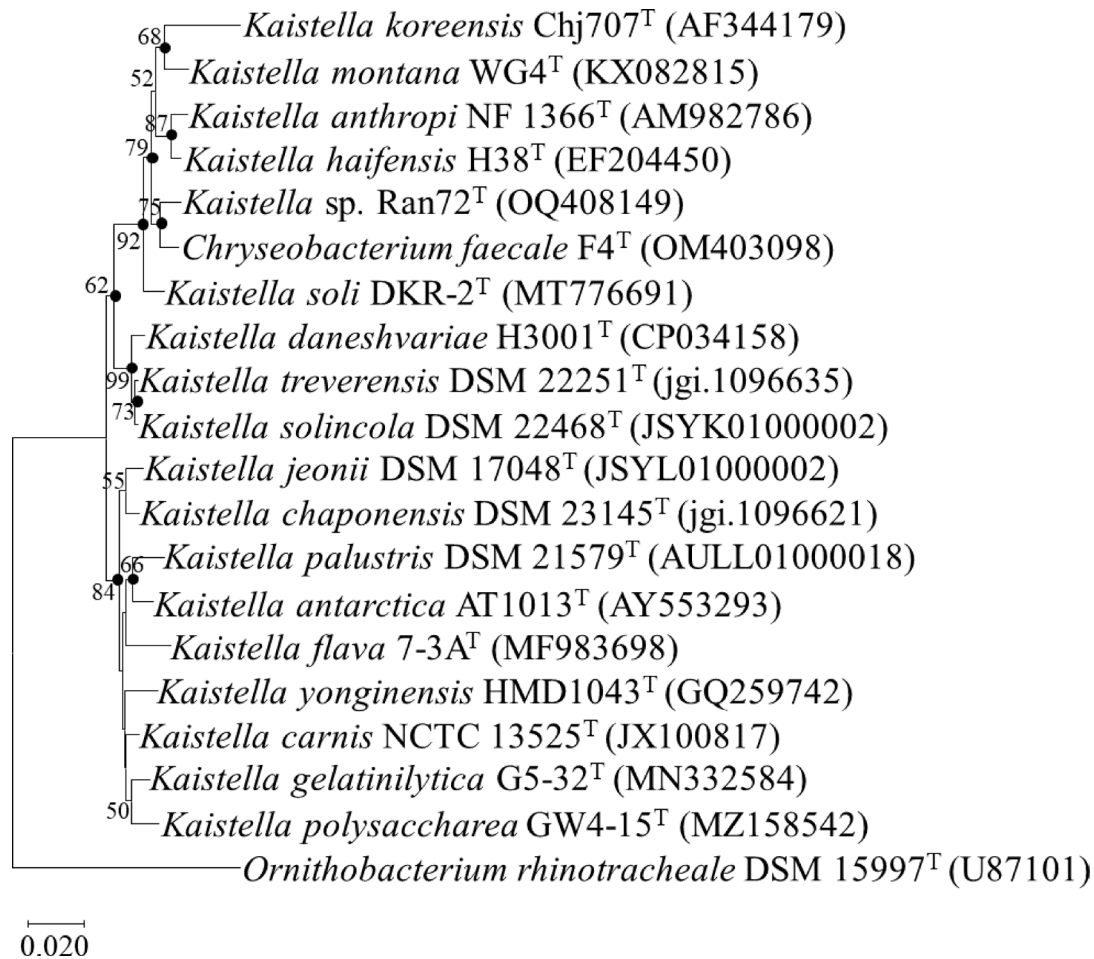 68
Kaistella koreensis Chj707ᵀ (AF344179)
52
Kaistella montana WG4ᵀ (KX082815)
87
Kaistella anthropi NF 1366ᵀ (AM982786)
79
Kaistella haifensis H38ᵀ (EF204450)
75
Kaistella sp. Ran72ᵀ (OQ408149)
92
Chryseobacterium faecale F4ᵀ (OM403098)
62
Kaistella soli DKR-2ᵀ (MT776691)
Kaistella daneshvariae H3001ᵀ (CP034158)
99
Kaistella treverensis DSM 22251ᵀ (jgi.1096635)
73
Kaistella solincola DSM 22468ᵀ (JSYK01000002)
55
Kaistella jeonii DSM 17048ᵀ (JSYL01000002)
Kaistella chaponensis DSM 23145ᵀ (jgi.1096621)
66
Kaistella palustris DSM 21579ᵀ (AULL01000018)
84
Kaistella antarctica AT1013ᵀ (AY553293)
Kaistella flava 7-3Aᵀ (MF983698)
Kaistella yonginensis HMD1043ᵀ (GQ259742)
Kaistella carnis NCTC 13525ᵀ (JX100817)
Kaistella gelatinilytica G5-32ᵀ (MN332584)
50
Kaistella polysaccharea GW4-15ᵀ (MZ158542)
Ornithobacterium rhinotracheale DSM 15997ᵀ (U87101)
0.020